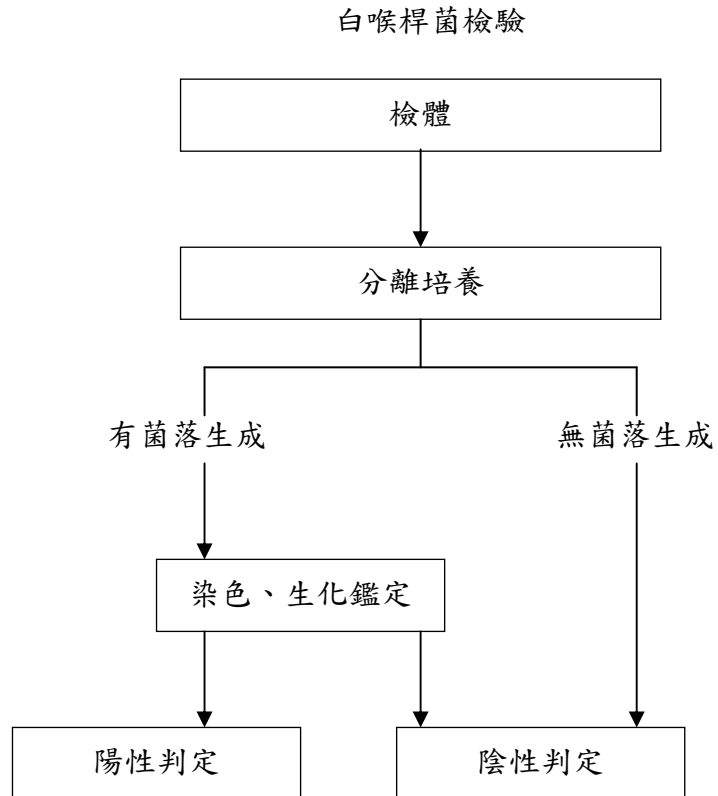 白喉桿菌檢驗
檢體
分離培養
有菌落生成
無菌落生成
染色、生化鑑定
陽性判定
陰性判定